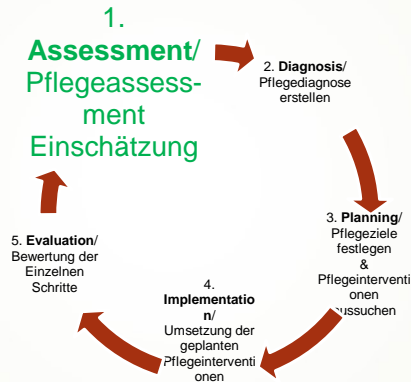 1.
Assessment/
Pflegeassess-
ment
Einschätzung
2. Diagnosis/
Pflegediagnose
erstellen
3. Planning/
Pflegeziele
festlegen
&
Pflegeinterventi
onen
aussuchen
4.
Implementatio
n/
Umsetzung der
geplanten
Pflegeinterventi
onen
5. Evaluation/
Bewertung der
Einzelnen
Schritte